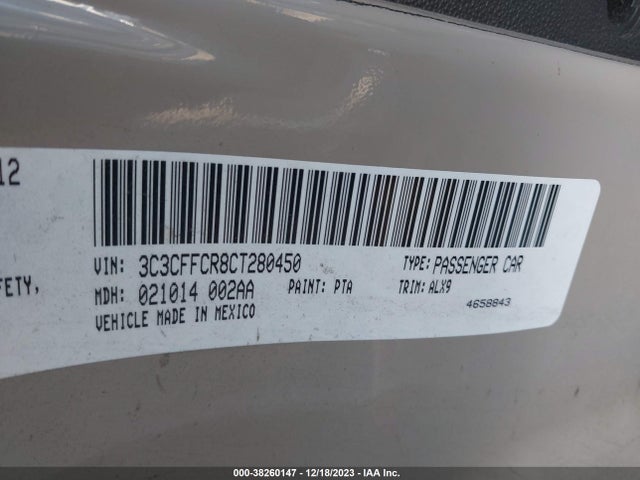 12
VIN: 3C3CFFCR8CT280450 TYPE: PASSENGER CAR
FETY, MDH: 021014 002AA PAINT: PTA TRIM: ALX9
VEHICLE MADE IN MEXICO 4658843
000-38260147 - 12/18/2023 - IAA Inc.